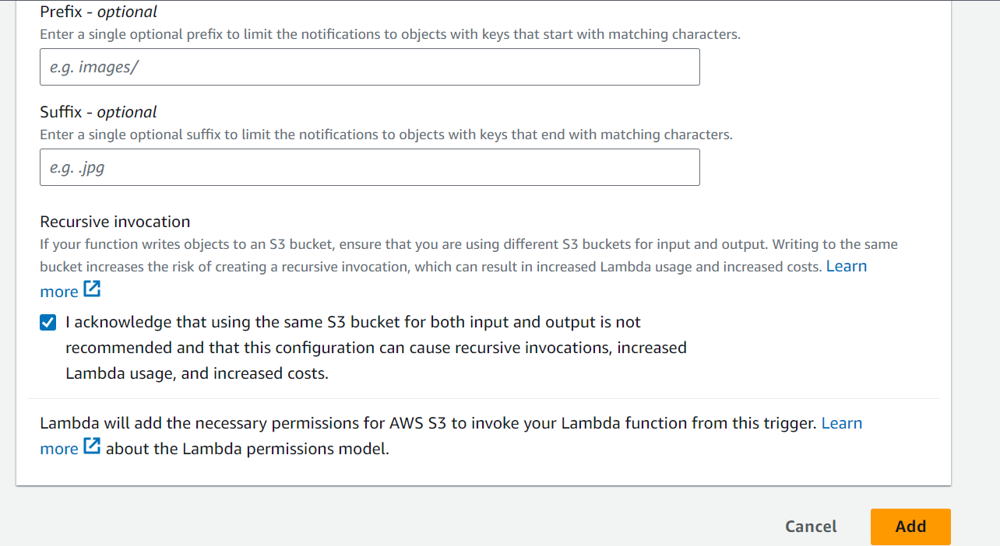 Prefix - optional
Enter a single optional prefix to limit the notifications to objects with keys that start with matching characters.
e.g. images/
Suffix - optional
Enter a single optional suffix to limit the notifications to objects with keys that end with matching characters.
e.g. .jpg
Recursive invocation
If your function writes objects to an S3 bucket, ensure that you are using different S3 buckets for input and output. Writing to the same
bucket increases the risk of creating a recursive invocation, which can result in increased Lambda usage and increased costs. Learn
more
I acknowledge that using the same S3 bucket for both input and output is not
recommended and that this configuration can cause recursive invocations, increased
Lambda usage, and increased costs.
Lambda will add the necessary permissions for AWS S3 to invoke your Lambda function from this trigger. Learn
more about the Lambda permissions model.
Cancel Add